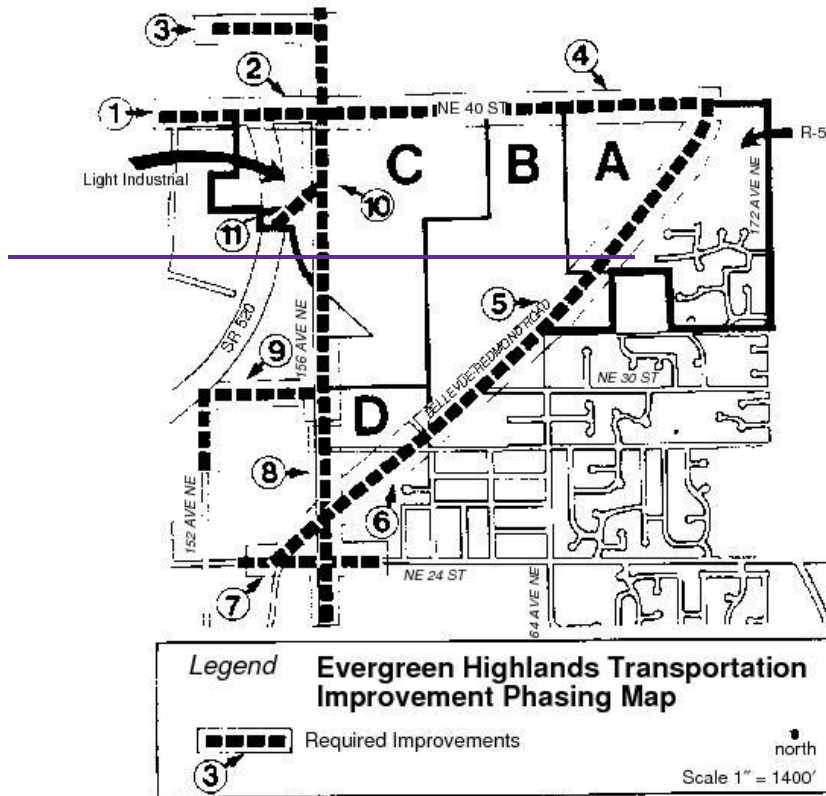 3
2
4
1
NE 40 ST
R-5
C
B
A
Light Industrial
172 AVE NE
10
11
5
SR 520
156 AVE NE
9
BELLEVUE-REDMOND ROAD
NE 30 ST
D
8
6
152 AVE NE
7
NE 24 ST
64 AVE NE
Legend
Evergreen Highlands Transportation
Improvement Phasing Map
Required Improvements
3
north
Scale 1″ = 1400′